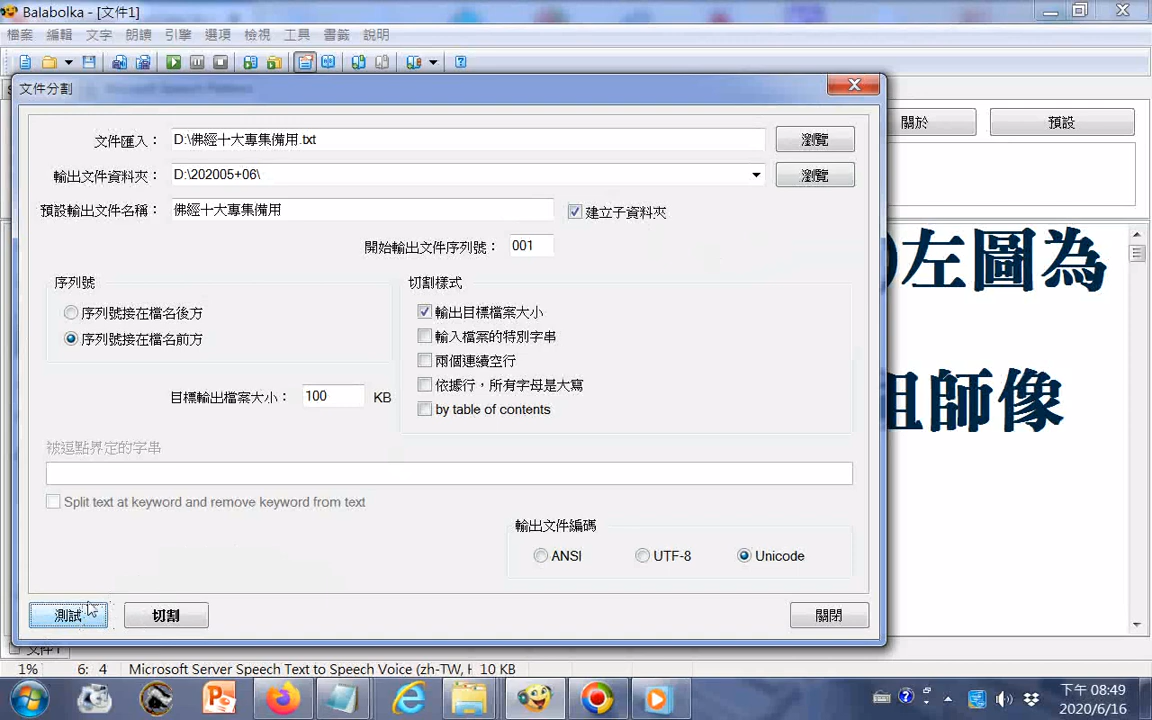 Balabolka - [文件1]
檔案 編輯 文字 朗讀 引擎 選項 檢視 工具 書籤 說明
文件分割
文件匯入： D:\佛經十大專集備用.txt 瀏覽
關於 預設
輸出文件資料夾： D:\202005+06\ 瀏覽
預設輸出文件名稱： 佛經十大專集備用 建立子資料夾
開始輸出文件序列號： 001
)左圖為
序列號
序列號接在檔名後方
序列號接在檔名前方
切割樣式
輸出目標檔案大小
輸入檔案的特別字串
兩個連續空行
依據行，所有字母是大寫
by table of contents
目標輸出檔案大小： 100 KB
祖師像
被逗點界定的字串
Split text at keyword and remove keyword from text
輸出文件編碼
ANSI UTF-8 Unicode
測試 切割 關閉
文件1
1% 6: 4 Microsoft Server Speech Text to Speech Voice (zh-TW, H 10 KB
下午 08:49
2020/6/16